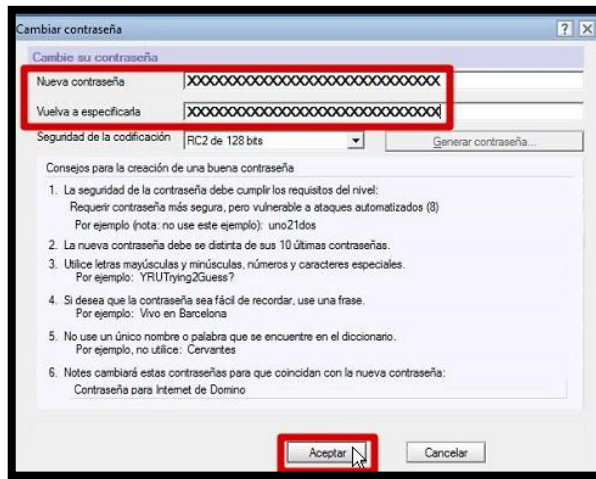 Cambiar contraseña
Cambie su contraseña
Nueva contraseña XXXXXXXXXXXXXXXXXXXXXXXXXXXXXX
Vuelva a especificarla XXXXXXXXXXXXXXXXXXXXXXXXXXXXXX
Seguridad de la codificación RC2 de 128 bits Generar contraseña...
Consejos para la creación de una buena contraseña
1. La seguridad de la contraseña debe cumplir los requisitos del nivel:
Requerir contraseña más segura, pero vulnerable a ataques automatizados (8)
Por ejemplo (nota: no use este ejemplo): uno21dos
2. La nueva contraseña debe se distinta de sus 10 últimas contraseñas.
3. Utilice letras mayúsculas y minúsculas, números y caracteres especiales.
Por ejemplo: YRUTrying2Guess?
4. Si desea que la contraseña sea fácil de recordar, use una frase.
Por ejemplo: Vivo en Barcelona
5. No use un único nombre o palabra que se encuentre en el diccionario.
Por ejemplo, no utilice: Cervantes
6. Notes cambiará estas contraseñas para que coincidan con la nueva contraseña:
Contraseña para Internet de Domino
Aceptar Cancelar